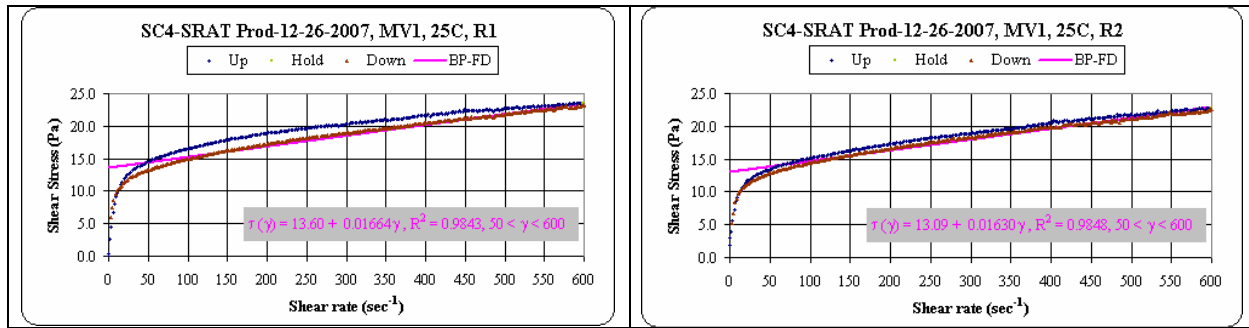 SC4-SRAT Prod-12-26-2007, MV1, 25C, R1
Up Hold Down BP-FD
Shear Stress (Pa)
25.0
20.0
15.0
10.0
5.0
0.0
τ(γ) = 13.60 + 0.01664γ, R² = 0.9843, 50 < γ < 600
0 50 100 150 200 250 300 350 400 450 500 550 600
Shear rate (sec⁻¹)
SC4-SRAT Prod-12-26-2007, MV1, 25C, R2
Up Hold Down BP-FD
Shear Stress (Pa)
25.0
20.0
15.0
10.0
5.0
0.0
τ(γ) = 13.09 + 0.01630γ, R² = 0.9848, 50 < γ < 600
0 50 100 150 200 250 300 350 400 450 500 550 600
Shear rate (sec⁻¹)